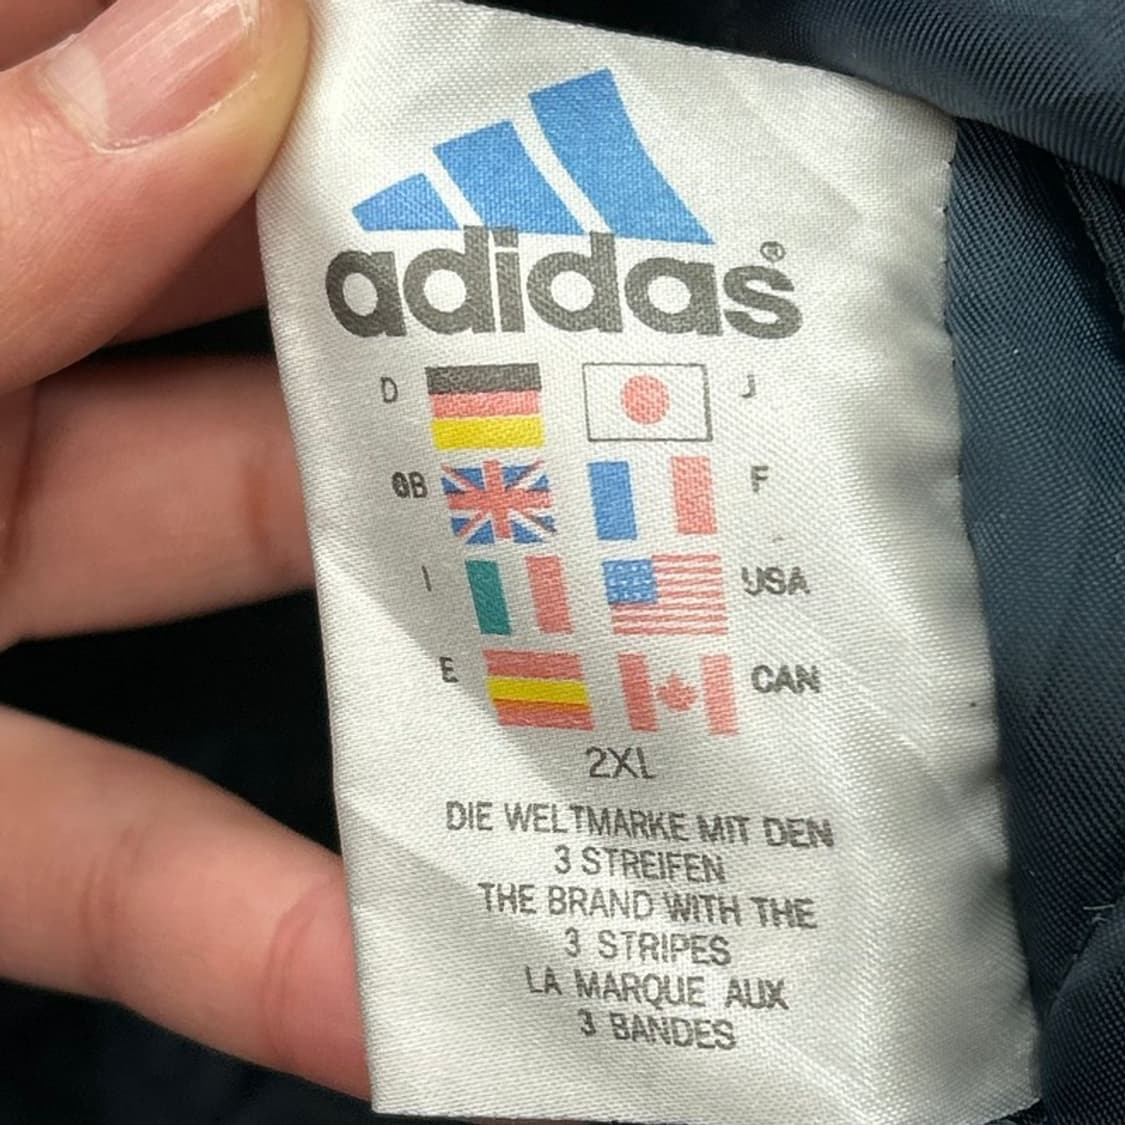 adidas®
D J
GB F
I USA
E CAN
2XL
DIE WELTMARKE MIT DEN
3 STREIFEN
THE BRAND WITH THE
3 STRIPES
LA MARQUE AUX
3 BANDES